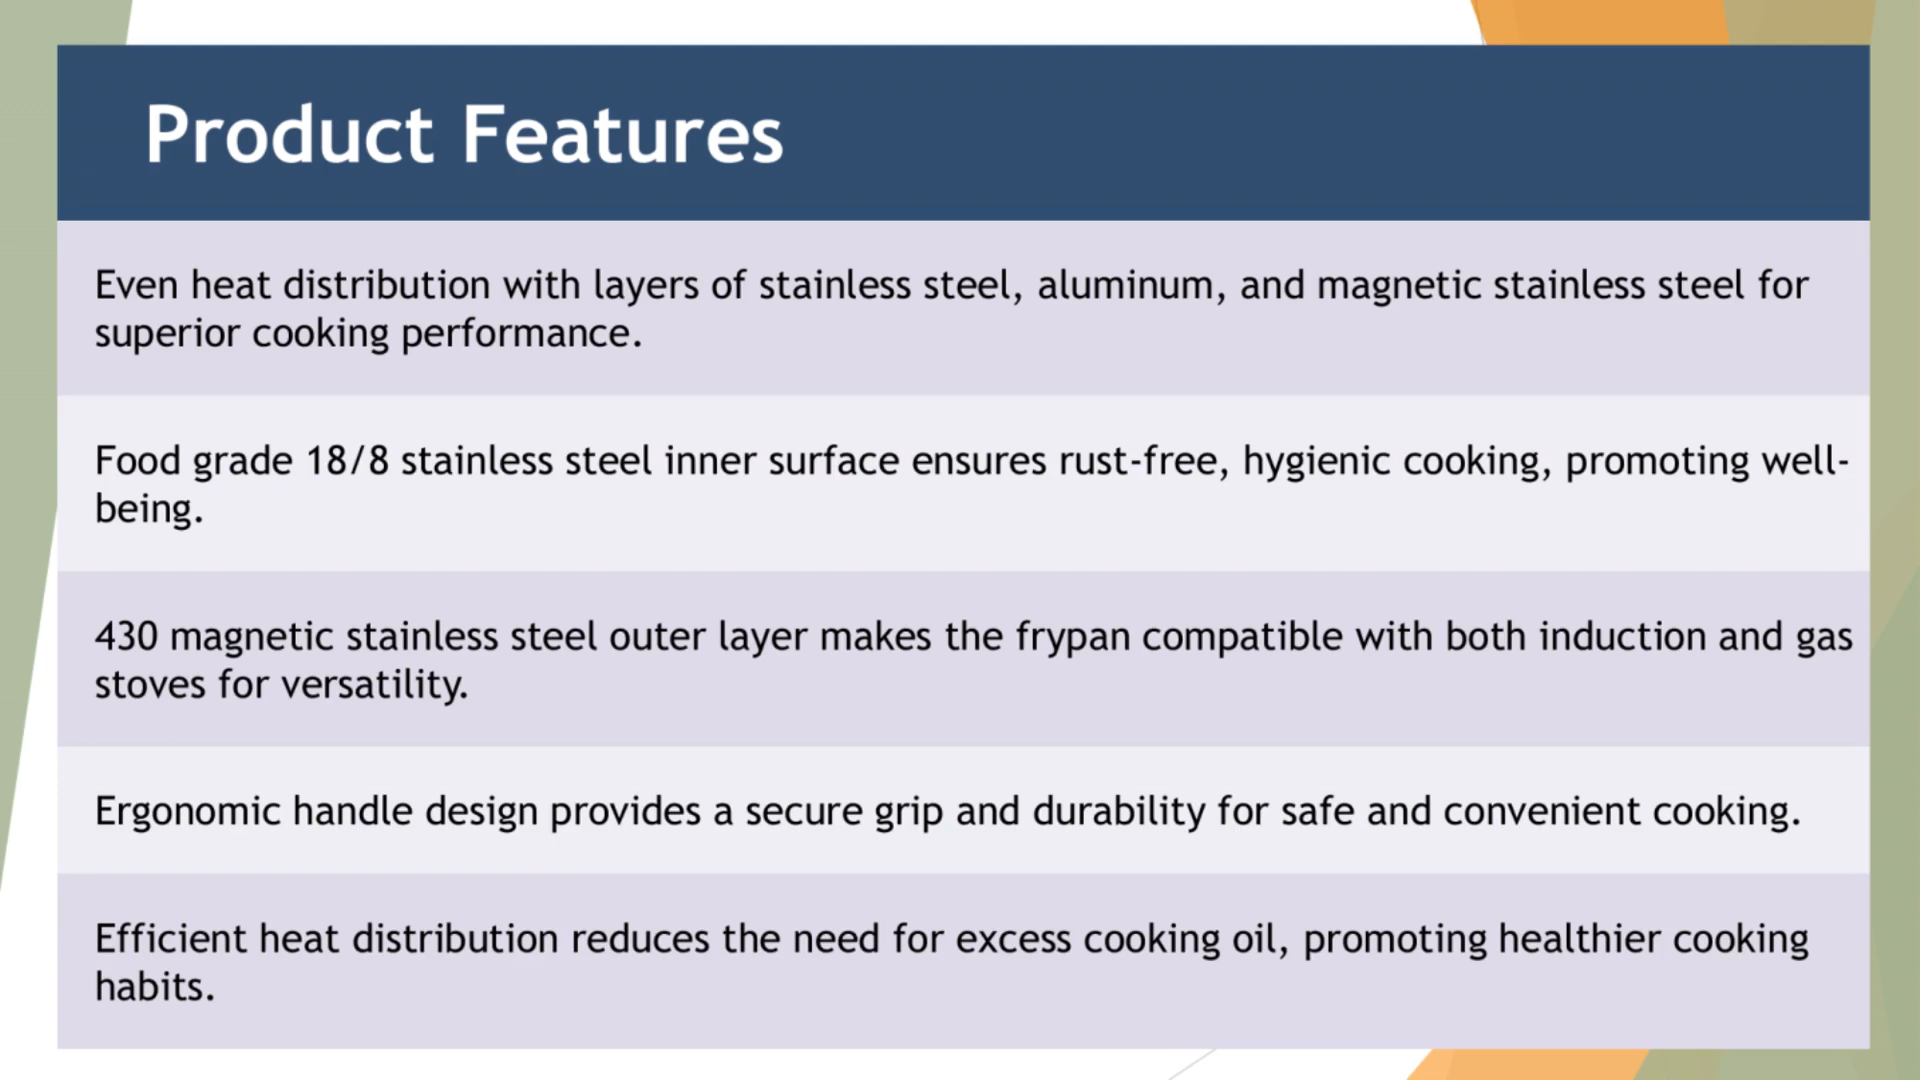 Product Features
Even heat distribution with layers of stainless steel, aluminum, and magnetic stainless steel for
superior cooking performance.
Food grade 18/8 stainless steel inner surface ensures rust-free, hygienic cooking, promoting well-
being.
430 magnetic stainless steel outer layer makes the frypan compatible with both induction and gas
stoves for versatility.
Ergonomic handle design provides a secure grip and durability for safe and convenient cooking.
Efficient heat distribution reduces the need for excess cooking oil, promoting healthier cooking
habits.